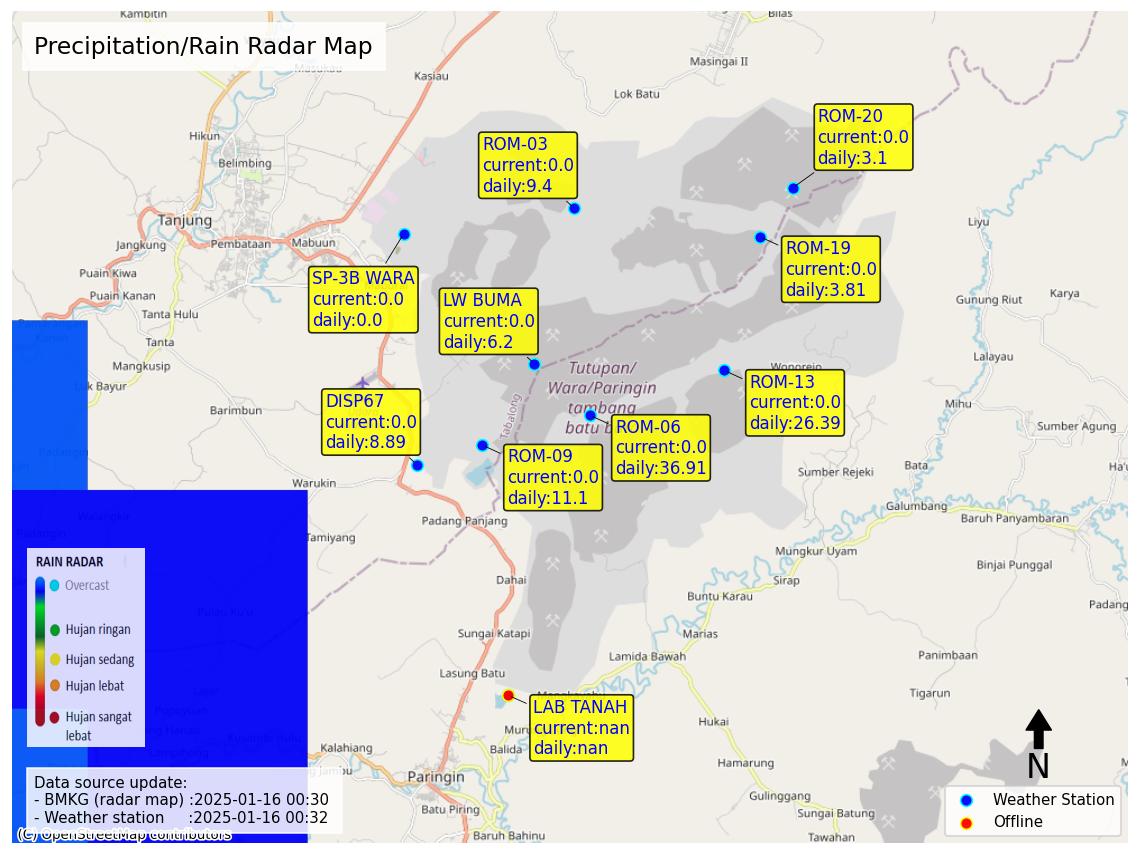 Kambitin
Bilas
Precipitation/Rain Radar Map
Masukau
Kasiau
Masingai II
Lok Batu
ROM-20
current:0.0
daily:3.1
Hikun
ROM-03
current:0.0
daily:9.4
Belimbing
Tanjung
Liyu
Jangkung
Pembataan
Mabuun
ROM-19
current:0.0
daily:3.81
Puain Kiwa
SP-3B WARA
current:0.0
daily:0.0
Puain Kanan
LW BUMA
current:0.0
daily:6.2
Gunung Riut
Karya
Tanta Hulu
Kanan
Tanta
Lalayau
Mangkusip
Tutupan/
Wara/Paringin
tambang
batu b
Wonorejo
ROM-13
current:0.0
daily:26.39
Luk Bayur
DISP67
current:0.0
daily:8.89
Tabalong
Barimbun
Mihu
ROM-06
current:0.0
daily:36.91
Sumber Agung
Padangin
ROM-09
current:0.0
daily:11.1
Sumber Rejeki
Bata
Ha'u
Warukin
Galumbang
Walangkir
Padang Panjang
Baruh Panyambaran
Padangin
Tamiyang
Mungkur Uyam
RAIN RADAR
Binjai Punggal
Overcast
Dahai
Sirap
Buntu Karau
Padang
Pulau Ku'u
Hujan ringan
Sungai Katapi
Marias
Hujan sedang
Lamida Bawah
Panimbaan
Lasung Batu
Hujan lebat
Tigarun
Hujan sangat
lebat
LAB TANAH
current:nan
daily:nan
Hukai
Muru
Kalahiang
Balida
Hamarung
Paringin
N
Data source update:
- BMKG (radar map) :2025-01-16 00:30
- Weather station :2025-01-16 00:32
Gulinggang
Weather Station
Offline
Batu Piring
Sungai Batung
(C) OpenStreetMap contributors
Baruh Bahinu
Tawahan